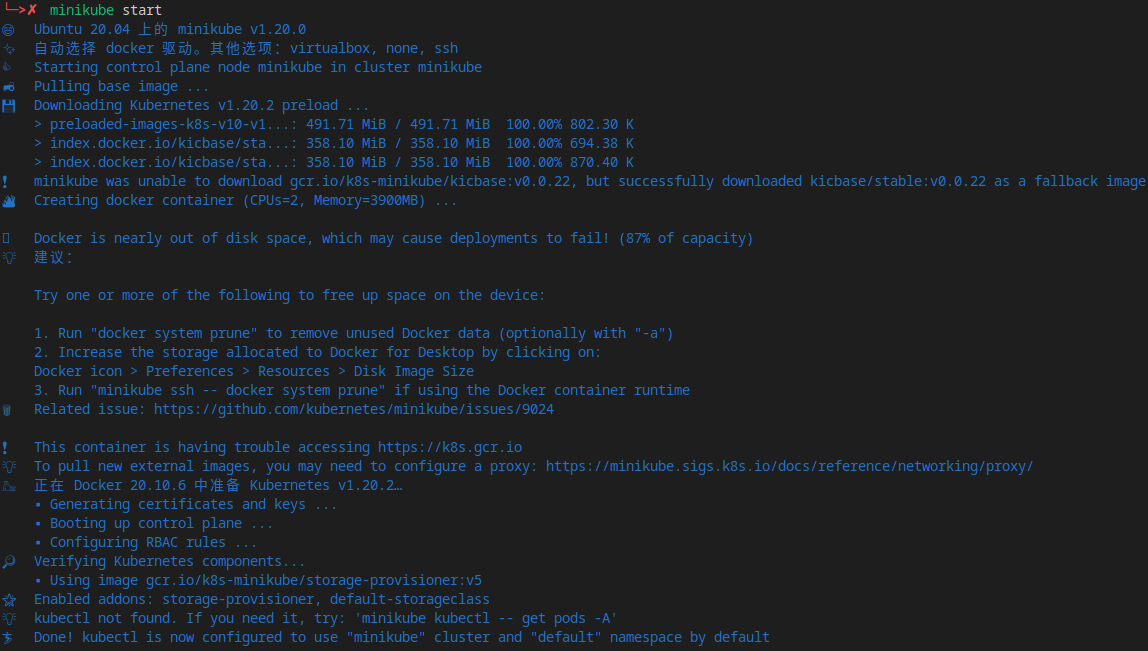 └─>✗ minikube start
😄 Ubuntu 20.04 上的 minikube v1.20.0
✨ 自动选择 docker 驱动。其他选项：virtualbox, none, ssh
👍 Starting control plane node minikube in cluster minikube
🚜 Pulling base image ...
💾 Downloading Kubernetes v1.20.2 preload ...
> preloaded-images-k8s-v10-v1...: 491.71 MiB / 491.71 MiB 100.00% 802.30 K
> index.docker.io/kicbase/sta...: 358.10 MiB / 358.10 MiB 100.00% 694.38 K
> index.docker.io/kicbase/sta...: 358.10 MiB / 358.10 MiB 100.00% 870.40 K
❗ minikube was unable to download gcr.io/k8s-minikube/kicbase:v0.0.22, but successfully downloaded kicbase/stable:v0.0.22 as a fallback image
🔥 Creating docker container (CPUs=2, Memory=3900MB) ...
Docker is nearly out of disk space, which may cause deployments to fail! (87% of capacity)
💡 建议：
Try one or more of the following to free up space on the device:
1. Run "docker system prune" to remove unused Docker data (optionally with "-a")
2. Increase the storage allocated to Docker for Desktop by clicking on:
Docker icon > Preferences > Resources > Disk Image Size
3. Run "minikube ssh -- docker system prune" if using the Docker container runtime
🍿 Related issue: https://github.com/kubernetes/minikube/issues/9024
❗ This container is having trouble accessing https://k8s.gcr.io
💡 To pull new external images, you may need to configure a proxy: https://minikube.sigs.k8s.io/docs/reference/networking/proxy/
🐳 正在 Docker 20.10.6 中准备 Kubernetes v1.20.2…
▪ Generating certificates and keys ...
▪ Booting up control plane ...
▪ Configuring RBAC rules ...
🔎 Verifying Kubernetes components...
▪ Using image gcr.io/k8s-minikube/storage-provisioner:v5
🌟 Enabled addons: storage-provisioner, default-storageclass
💡 kubectl not found. If you need it, try: 'minikube kubectl -- get pods -A'
🏄 Done! kubectl is now configured to use "minikube" cluster and "default" namespace by default